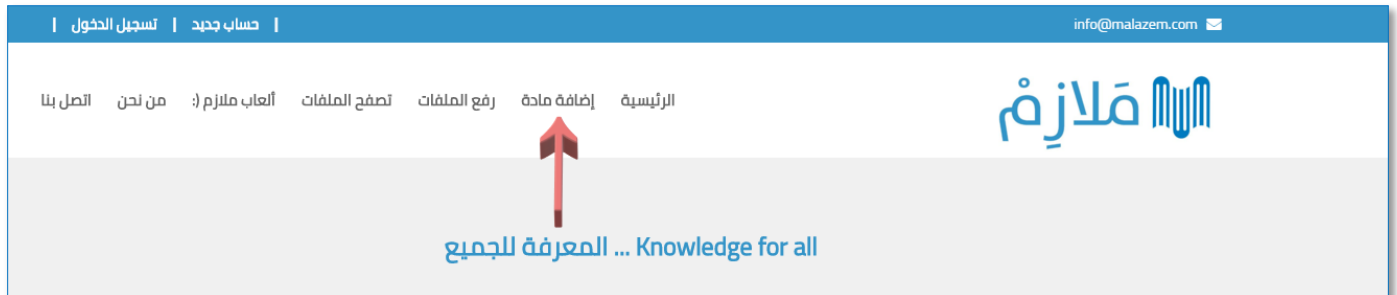 info@malazem.com
| حساب جديد | تسجيل الدخول |
مَلازِمْ
الرئيسية إضافة مادة رفع الملفات تصفح الملفات ألعاب ملازم (: من نحن اتصل بنا
Knowledge for all ... المعرفة للجميع